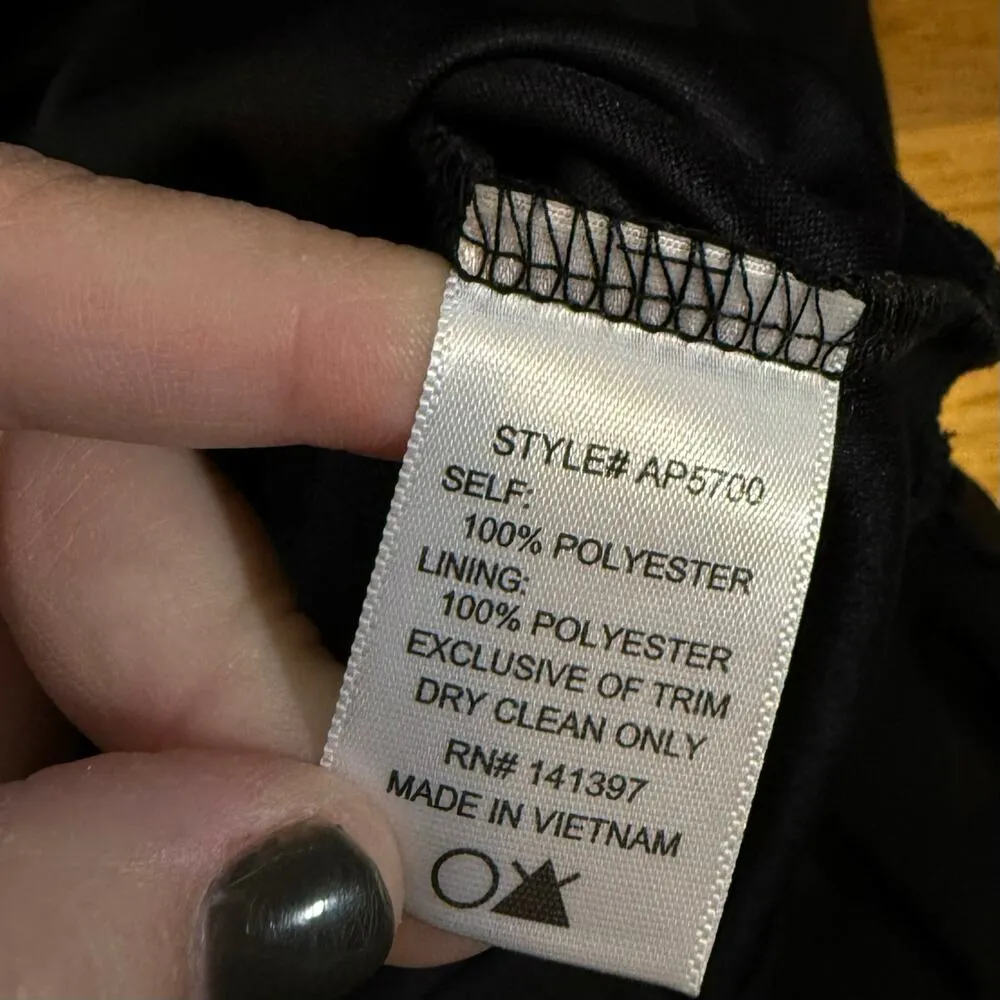 STYLE# AP5700
SELF:
100% POLYESTER
LINING:
100% POLYESTER
EXCLUSIVE OF TRIM
DRY CLEAN ONLY
RN# 141397
MADE IN VIETNAM